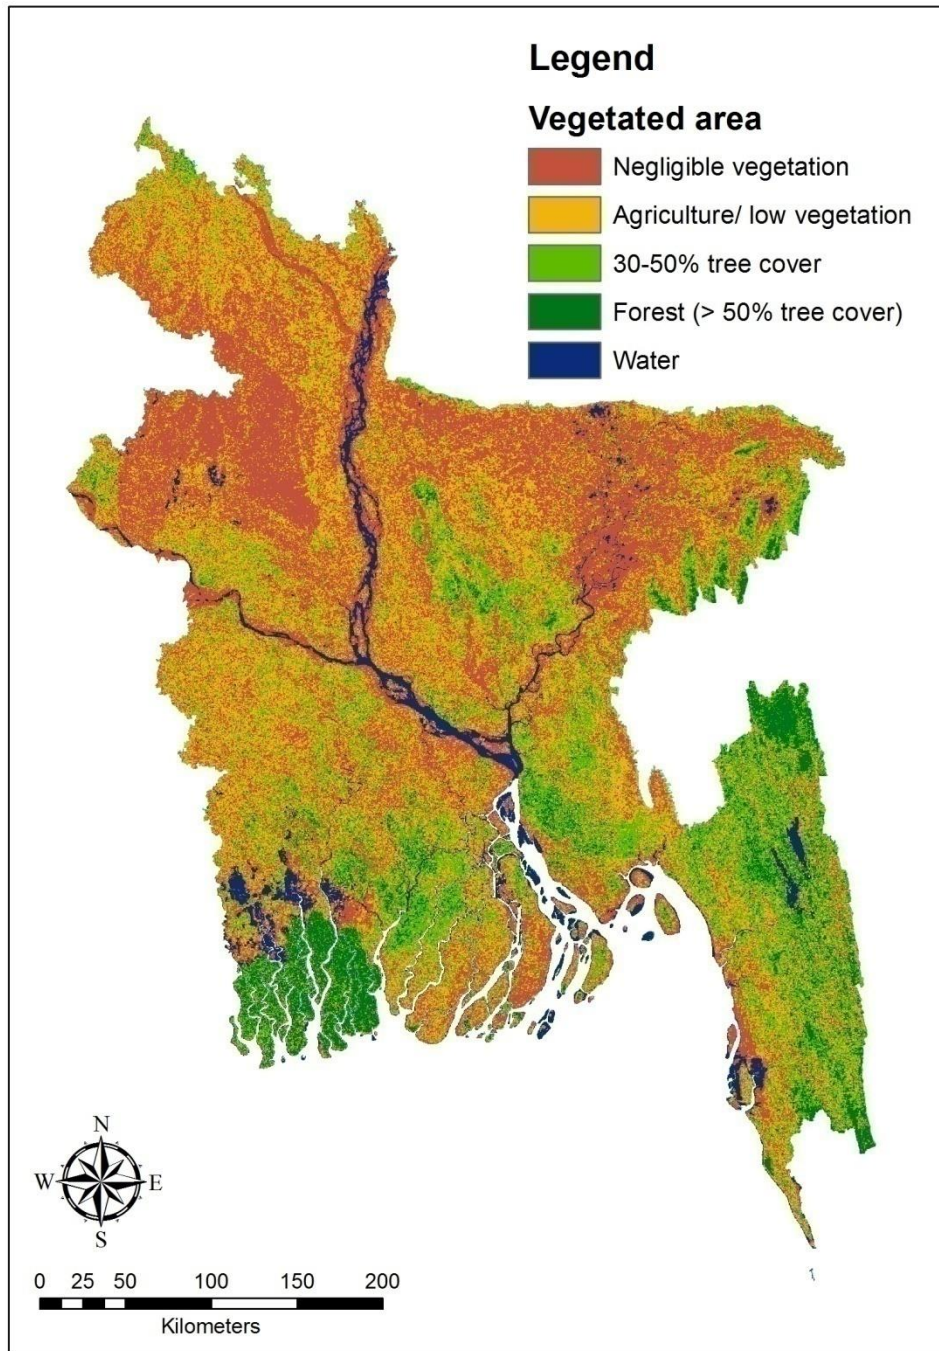 Legend
Vegetated area
Negligible vegetation
Agriculture/ low vegetation
30-50% tree cover
Forest (> 50% tree cover)
Water
N
W E
S
0 25 50 100 150 200
Kilometers